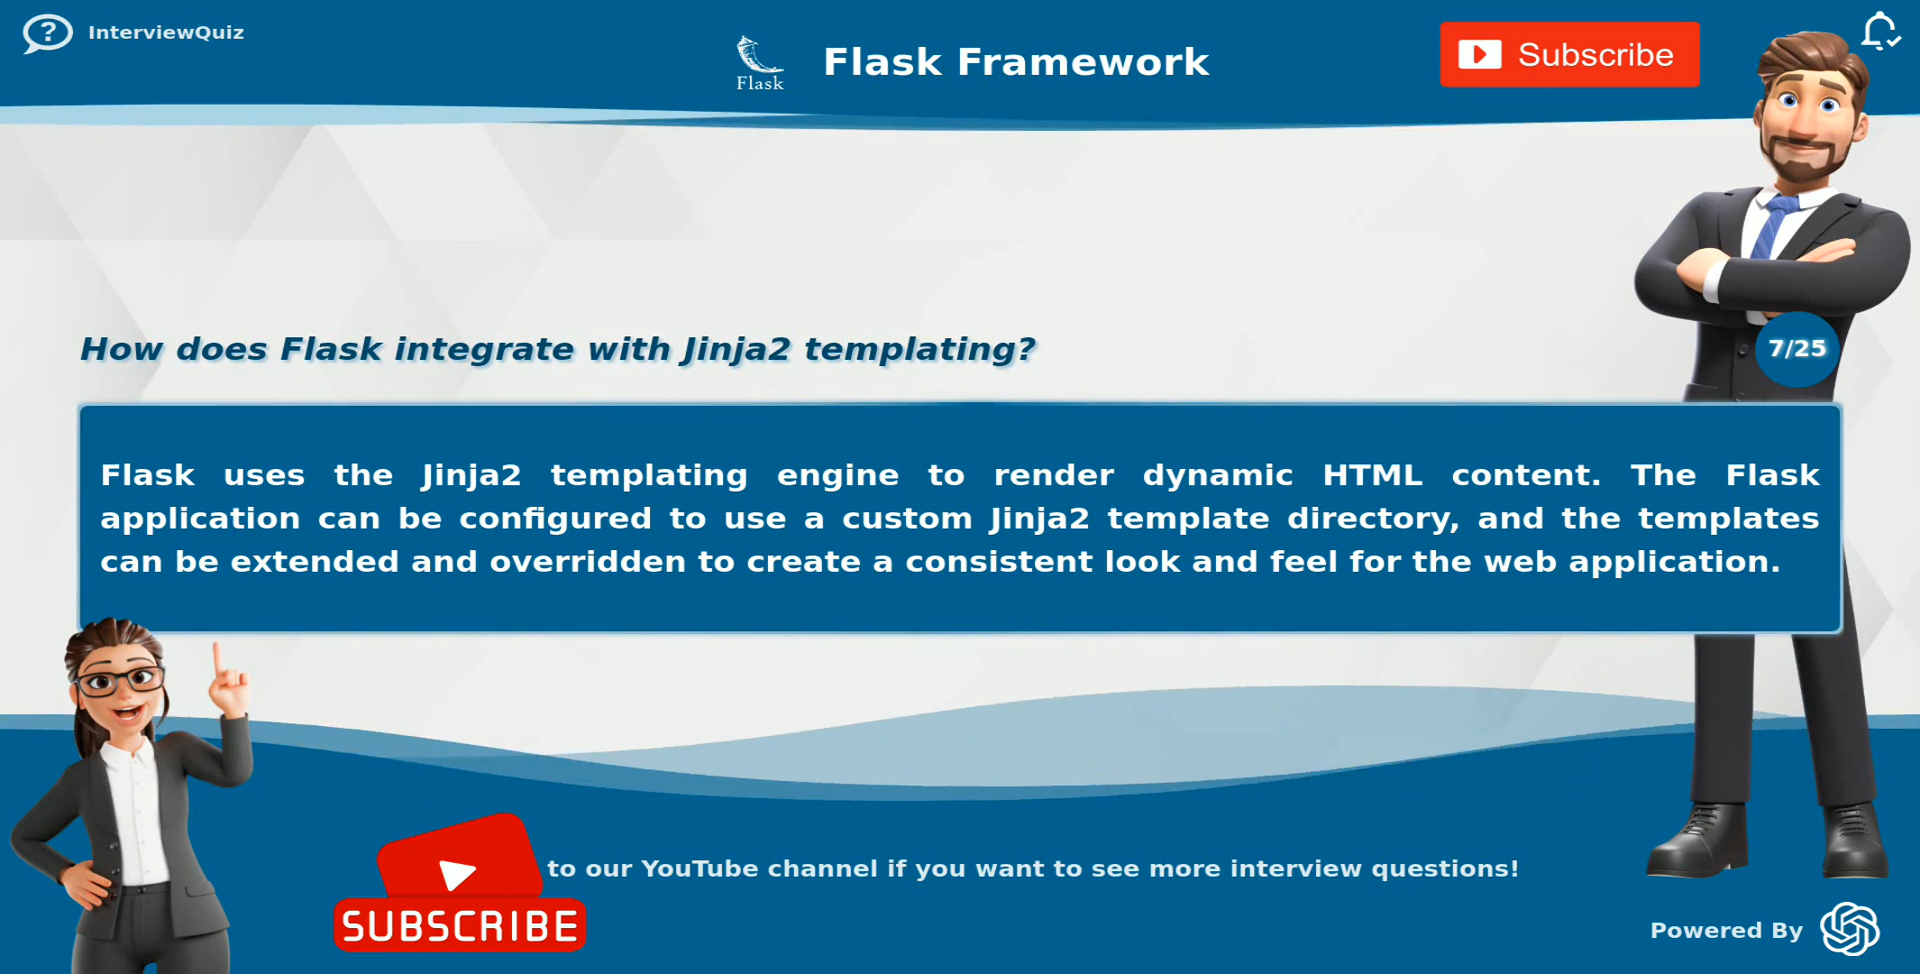 InterviewQuiz
Flask
Flask Framework
Subscribe
How does Flask integrate with Jinja2 templating?
7/25
Flask uses the Jinja2 templating engine to render dynamic HTML content. The Flask
application can be configured to use a custom Jinja2 template directory, and the templates
can be extended and overridden to create a consistent look and feel for the web application.
to our YouTube channel if you want to see more interview questions!
SUBSCRIBE
Powered By